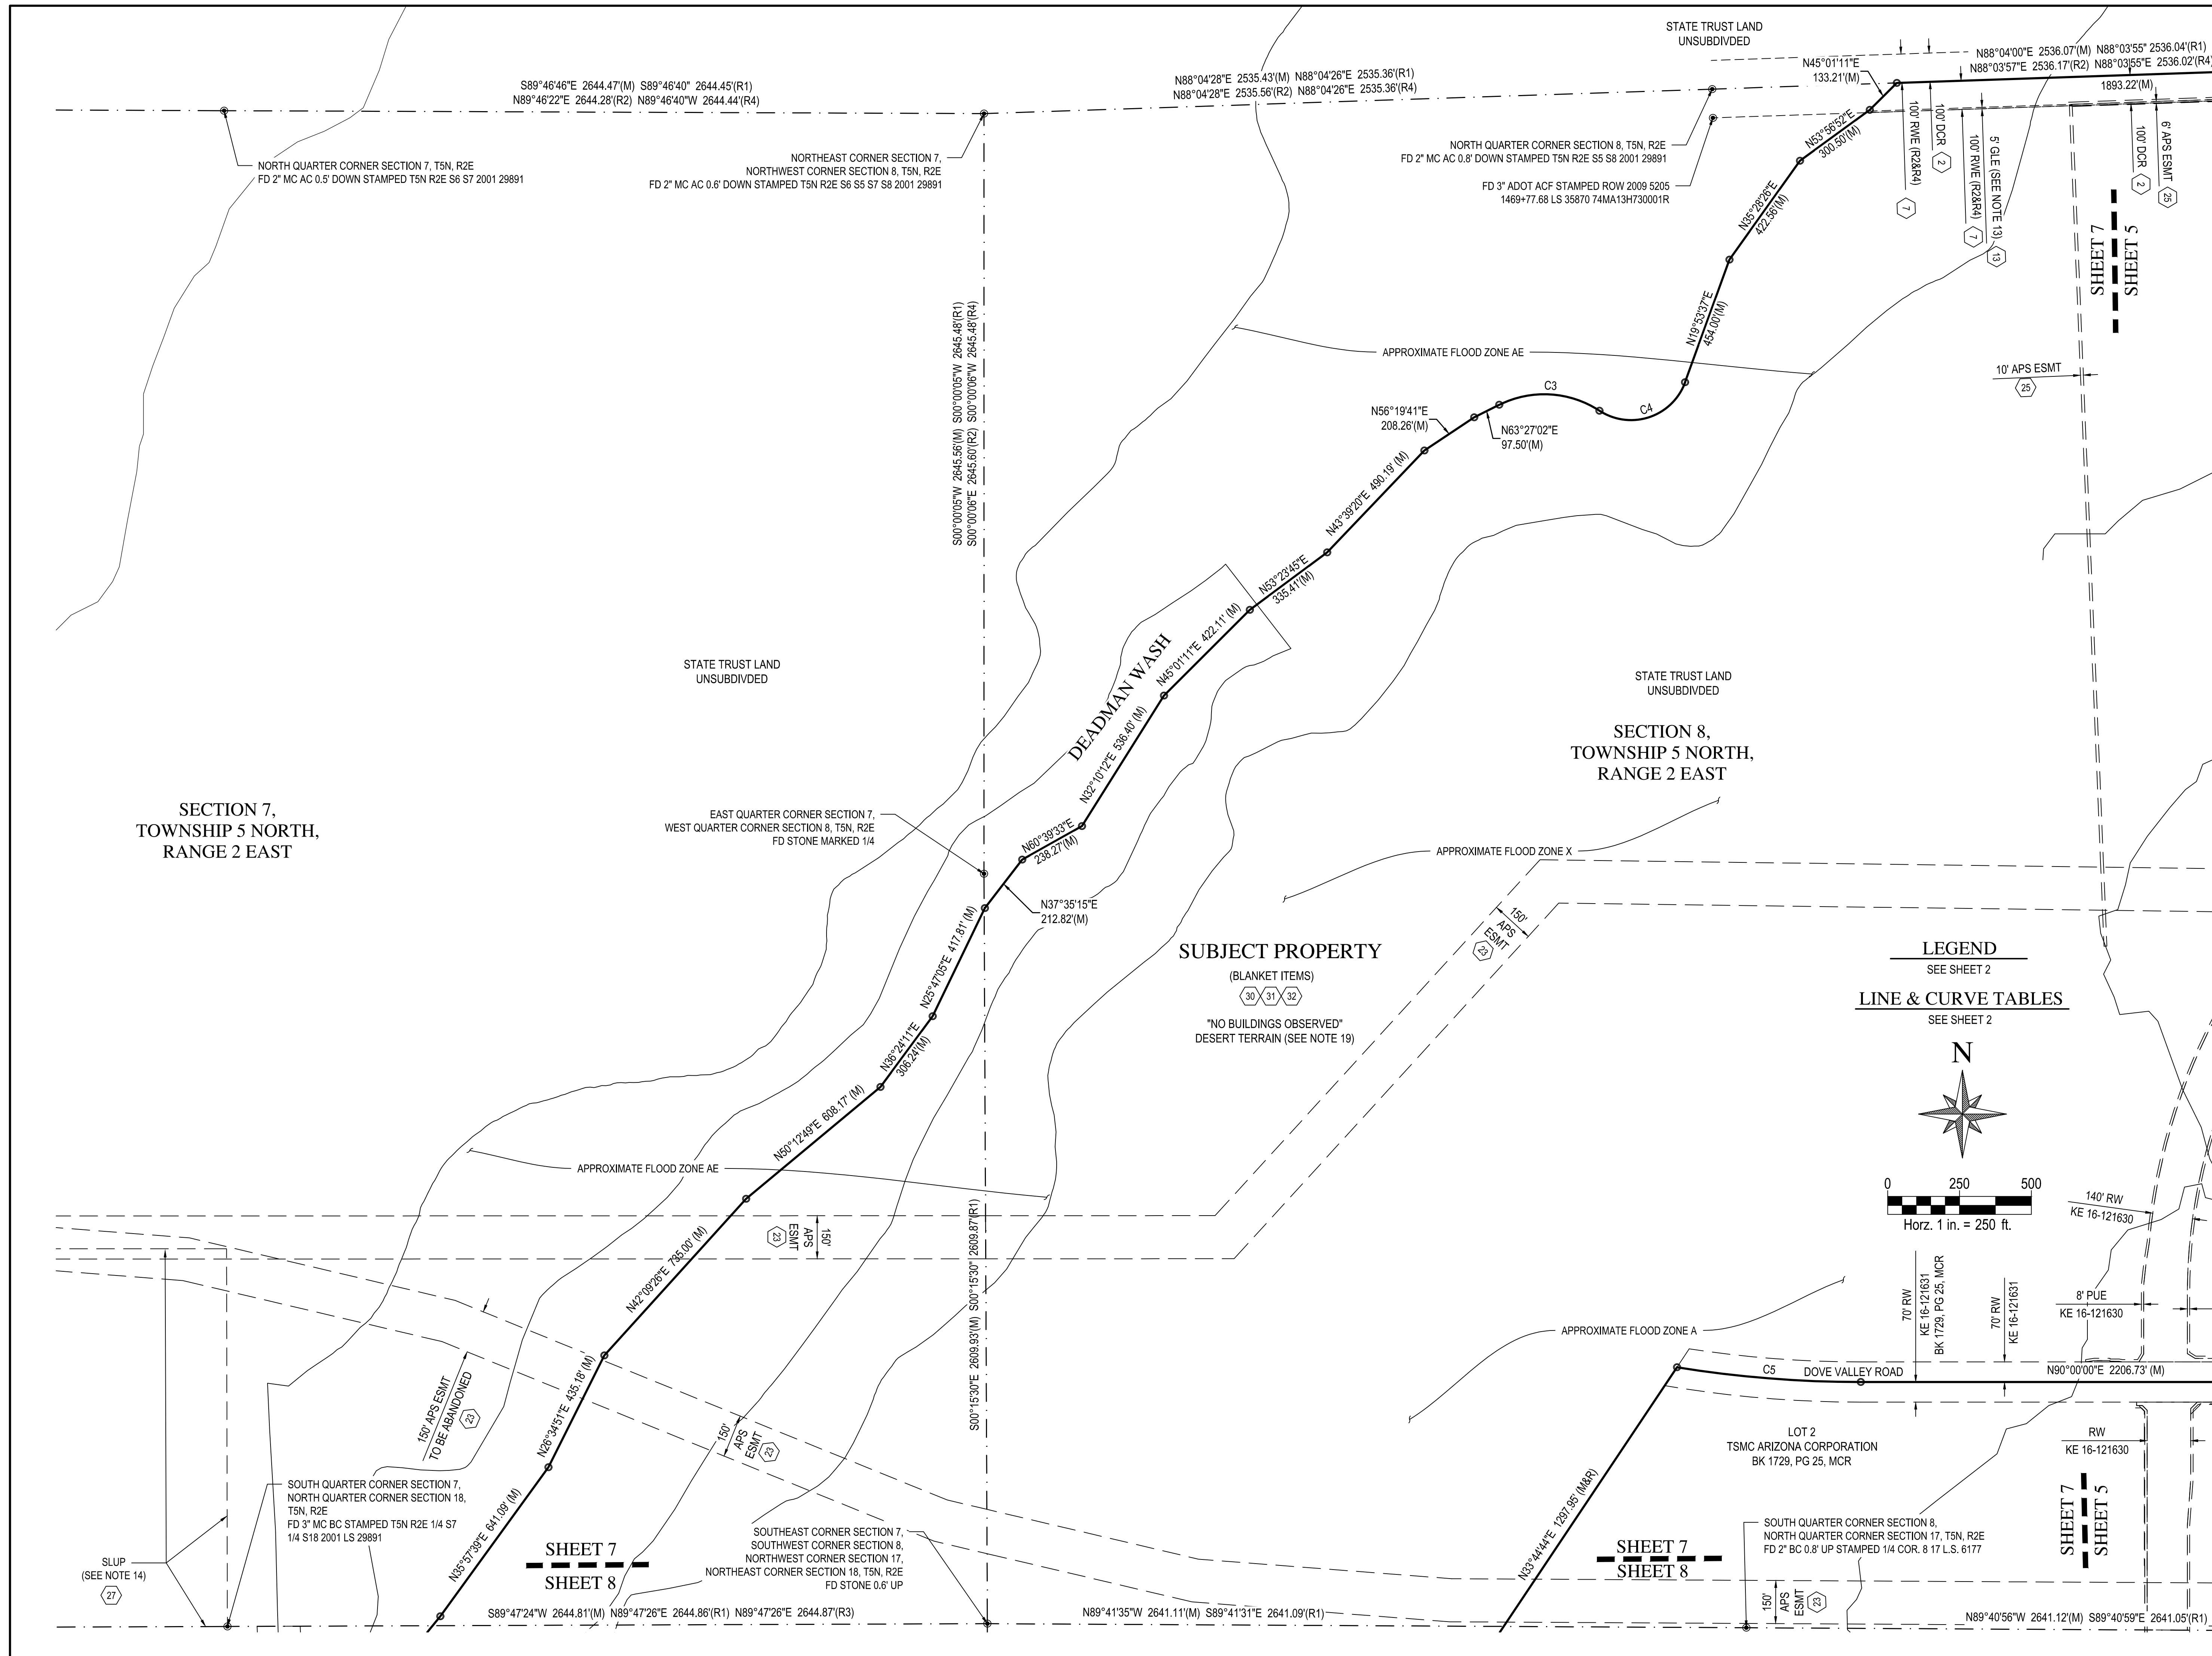 STATE TRUST LAND
UNSUBDIVDED
S89°46'46"E 2644.47'(M) S89°46'40" 2644.45'(R1)
N89°46'22"E 2644.28'(R2) N89°46'40"W 2644.44'(R4)
N88°04'28"E 2535.43'(M) N88°04'26"E 2535.36'(R1)
N88°04'28"E 2535.56'(R2) N88°04'26"E 2535.36'(R4)
N45°01'11"E
133.21'(M)
N88°04'00"E 2536.07'(M) N88°03'55" 2536.04'(R1)
N88°03'57"E 2536.17'(R2) N88°03'55"E 2536.02'(R4)
1893.22'(M)
NORTH QUARTER CORNER SECTION 7, T5N, R2E
FD 2" MC AC 0.5' DOWN STAMPED T5N R2E S6 S7 2001 29891
NORTHEAST CORNER SECTION 7,
NORTHWEST CORNER SECTION 8, T5N, R2E
FD 2" MC AC 0.6' DOWN STAMPED T5N R2E S6 S5 S7 S8 2001 29891
NORTH QUARTER CORNER SECTION 8, T5N, R2E
FD 2" MC AC 0.8' DOWN STAMPED T5N R2E S5 S8 2001 29891
FD 3" ADOT ACF STAMPED ROW 2009 5205
1469+77.68 LS 35870 74MA13H730001R
N53°56'52"E
300.50'(M)
100' RWE (R2&R4)
7
100' DCR
2
100' RWE (R2&R4)
7
5' GLE (SEE NOTE 13)
13
100' DCR
2
6' APS ESMT
25
SHEET 7
SHEET 5
N35°28'26"E
422.56'(M)
N19°53'37"E
454.00'(M)
S00°00'05"W 2645.56'(M) S00°00'05"W 2645.48'(R1)
S00°00'06"E 2645.60'(R2) S00°00'06"W 2645.48'(R4)
APPROXIMATE FLOOD ZONE AE
10' APS ESMT
25
C3
C4
N56°19'41"E
208.26'(M)
N63°27'02"E
97.50'(M)
N43°39'20"E 490.19' (M)
N53°23'45"E
335.41'(M)
N45°01'11"E 422.11' (M)
DEADMAN WASH
STATE TRUST LAND
UNSUBDIVDED
STATE TRUST LAND
UNSUBDIVDED
SECTION 8,
TOWNSHIP 5 NORTH,
RANGE 2 EAST
N32°10'12"E 536.40' (M)
SECTION 7,
TOWNSHIP 5 NORTH,
RANGE 2 EAST
EAST QUARTER CORNER SECTION 7,
WEST QUARTER CORNER SECTION 8, T5N, R2E
FD STONE MARKED 1/4
N60°39'33"E
238.27'(M)
APPROXIMATE FLOOD ZONE X
N37°35'15"E
212.82'(M)
150'
APS
ESMT
23
SUBJECT PROPERTY
(BLANKET ITEMS)
30 31 32
"NO BUILDINGS OBSERVED"
DESERT TERRAIN (SEE NOTE 19)
LEGEND
SEE SHEET 2
LINE & CURVE TABLES
SEE SHEET 2
N
0 250 500
Horz. 1 in. = 250 ft.
N25°47'05"E 417.81' (M)
N36°24'11"E
306.24'(M)
N50°12'49"E 608.17' (M)
APPROXIMATE FLOOD ZONE AE
150'
APS
ESMT
23
S00°15'30"E 2609.93'(M) S00°15'30" 2609.87'(R1)
140' RW
KE 16-121630
N42°09'26"E 735.00' (M)
70' RW
KE 16-121631
BK 1729, PG 25, MCR
70' RW
KE 16-121631
8' PUE
KE 16-121630
APPROXIMATE FLOOD ZONE A
C5
DOVE VALLEY ROAD
N90°00'00"E 2206.73' (M)
150' APS ESMT
TO BE ABANDONED
23
N26°34'51"E 435.18' (M)
150'
APS
ESMT
23
LOT 2
TSMC ARIZONA CORPORATION
BK 1729, PG 25, MCR
RW
KE 16-121630
SHEET 7
SHEET 5
SOUTH QUARTER CORNER SECTION 7,
NORTH QUARTER CORNER SECTION 18,
T5N, R2E
FD 3" MC BC STAMPED T5N R2E 1/4 S7
1/4 S18 2001 LS 29891
N35°57'39"E 641.09' (M)
SHEET 7
SHEET 8
SOUTHEAST CORNER SECTION 7,
SOUTHWEST CORNER SECTION 8,
NORTHWEST CORNER SECTION 17,
NORTHEAST CORNER SECTION 18, T5N, R2E
FD STONE 0.6' UP
N33°44'44"E 1297.95' (M&R)
SHEET 7
SHEET 8
SOUTH QUARTER CORNER SECTION 8,
NORTH QUARTER CORNER SECTION 17, T5N, R2E
FD 2" BC 0.8' UP STAMPED 1/4 COR. 8 17 L.S. 6177
SLUP
(SEE NOTE 14)
27
150'
APS
ESMT
23
S89°47'24"W 2644.81'(M) N89°47'26"E 2644.86'(R1) N89°47'26"E 2644.87'(R3)
N89°41'35"W 2641.11'(M) S89°41'31"E 2641.09'(R1)
N89°40'56"W 2641.12'(M) S89°40'59"E 2641.05'(R1)